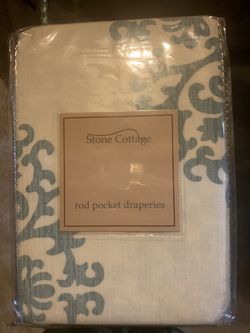 Stone Cottage
rod pocket draperies